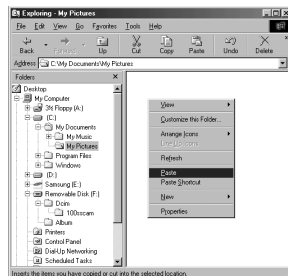 Exploring - My Pictures
File Edit View Go Favorites Tools Help
Back Forward Up Cut Copy Paste Undo Delete
Address C:\My Documents\My Pictures
Folders
Desktop
My Computer
3½ Floppy (A:)
(C:)
My Documents
My Music
My Pictures
Program Files
Windows
(D:)
Samsung (E:)
Removable Disk (F:)
Dcim
100sscam
Album
Printers
Control Panel
Dial-Up Networking
Scheduled Tasks
View
Customize this Folder...
Arrange Icons
Line Up Icons
Refresh
Paste
Paste Shortcut
New
Properties
Inserts the items you have copied or cut into the selected location.